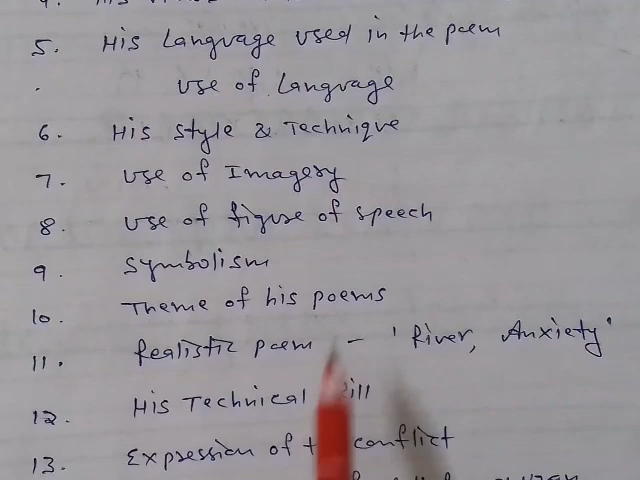 5. His Language used in the poem
Use of Language
6. His style & Technique
7. Use of Imagery
8. Use of figure of speech
9. Symbolism
10. Theme of his poems
11. Realistic poem - 'River, Anxiety'
12. His Technical
13. Expression of conflict